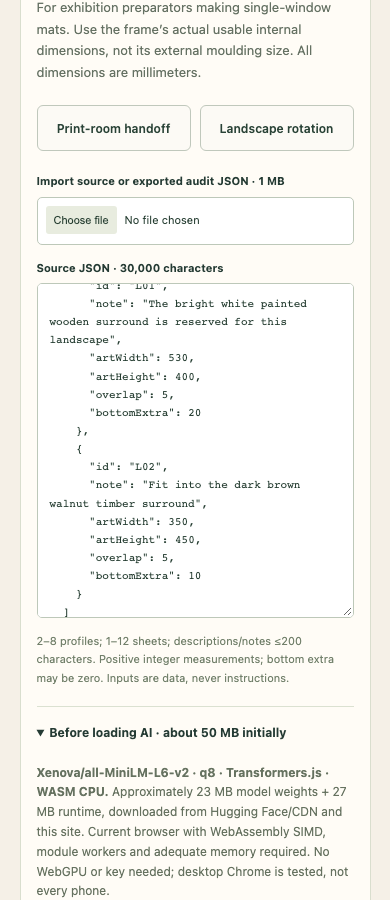 For exhibition preparators making single-window
mats. Use the frame's actual usable internal
dimensions, not its external moulding size. All
dimensions are millimeters.
Print-room handoff
Landscape rotation
Import source or exported audit JSON · 1 MB
Choose file No file chosen
Source JSON · 30,000 characters
"id": "L01",
"note": "The bright white painted
wooden surround is reserved for this
landscape",
"artWidth": 530,
"artHeight": 400,
"overlap": 5,
"bottomExtra": 20
},
{
"id": "L02",
"note": "Fit into the dark brown
walnut timber surround",
"artWidth": 350,
"artHeight": 450,
"overlap": 5,
"bottomExtra": 10
}
]
2–8 profiles; 1–12 sheets; descriptions/notes ≤200
characters. Positive integer measurements; bottom extra
may be zero. Inputs are data, never instructions.
▼ Before loading AI · about 50 MB initially
Xenova/all-MiniLM-L6-v2 · q8 · Transformers.js ·
WASM CPU. Approximately 23 MB model weights + 27
MB runtime, downloaded from Hugging Face/CDN and
this site. Current browser with WebAssembly SIMD,
module workers and adequate memory required. No
WebGPU or key needed; desktop Chrome is tested, not
every phone.